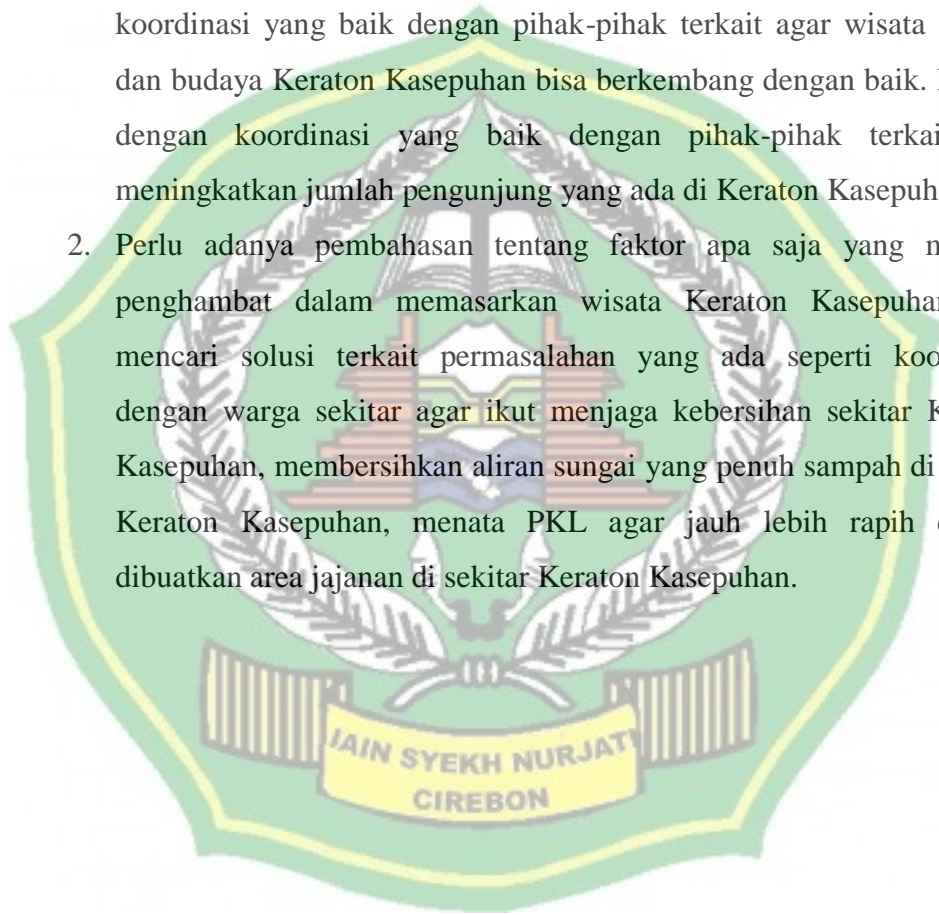 koordinasi yang baik dengan pihak-pihak terkait agar wisata
dan budaya Keraton Kasepuhan bisa berkembang dengan baik.
dengan koordinasi yang baik dengan pihak-pihak
meningkatkan jumlah pengunjung yang ada di Keraton
2. Perlu adanya pembahasan tentang faktor apa saja yang
penghambat dalam memasarkan wisata Keraton Kasepuhan
mencari solusi terkait permasalahan yang ada seperti
dengan warga sekitar agar ikut menjaga kebersihan sekitar
Kasepuhan, membersihkan aliran sungai yang penuh sampah di
Keraton Kasepuhan, menata PKL agar jauh lebih rapih
dibuatkan area jajanan di sekitar Keraton Kasepuhan.
IAIN SYEKH NURJATI
CIREBON